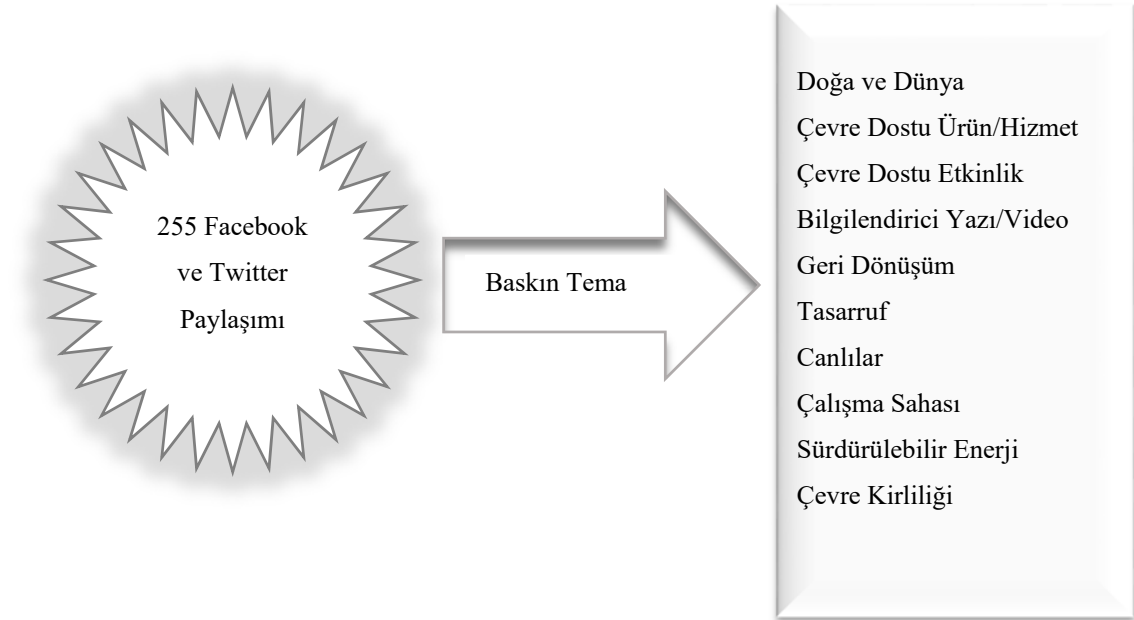 255 Facebook
ve Twitter
Paylaşımı
Baskın Tema
Doğa ve Dünya
Çevre Dostu Ürün/Hizmet
Çevre Dostu Etkinlik
Bilgilendirici Yazı/Video
Geri Dönüşüm
Tasarruf
Canlılar
Çalışma Sahası
Sürdürülebilir Enerji
Çevre Kirliliği